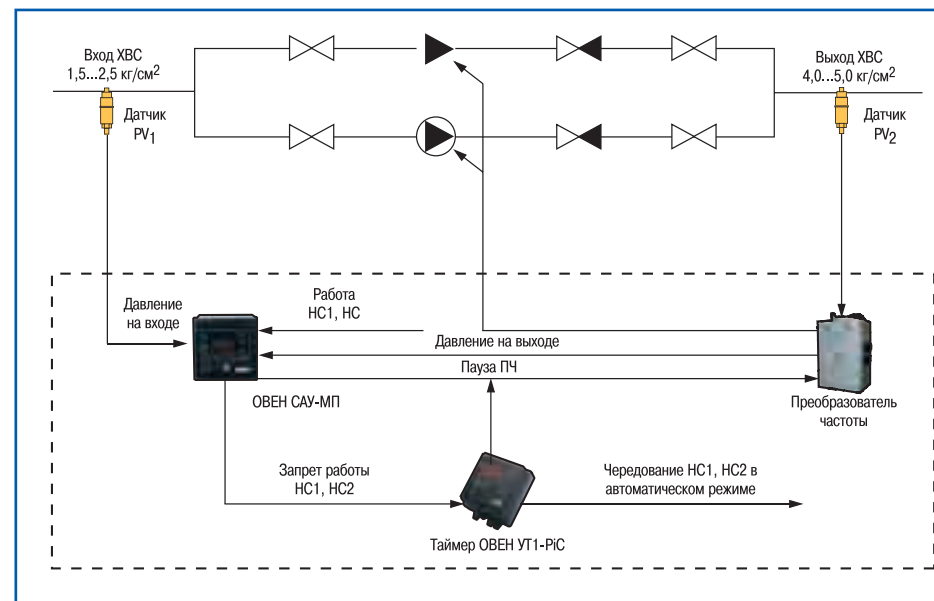 Вход ХВС
1,5...2,5 кг/см2
Датчик
PV1
Выход ХВС
4,0...5,0 кг/см2
Датчик
PV2
Давление
на входе
Работа
НС1, НС
Давление на выходе
Пауза ПЧ
ОВЕН САУ-МП
Преобразователь
частоты
Запрет работы
НС1, НС2
Чередование НС1, НС2 в
автоматическом режиме
Таймер ОВЕН УТ1-PiC